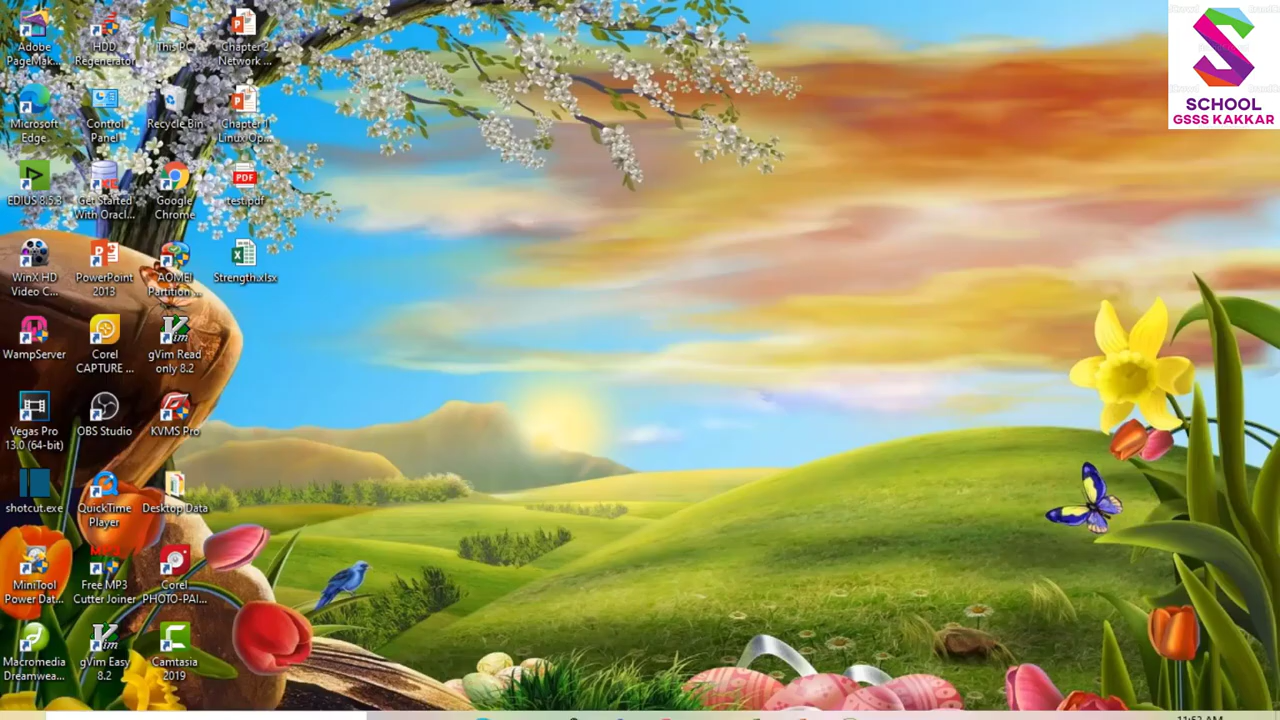 Adobe
PageMak...
HDD
Regenerator
This PC
Chapter 2
Network ...
Microsoft
Edge
Control
Panel
Recycle Bin
Chapter 1
Linux Op...
EDIUS 8.5.3
Get Started
With Oracl...
Google
Chrome
PDF
test.pdf
WinX HD
Video C...
PowerPoint
2013
AOMEI
Partition ...
Strength.xlsx
WampServer
Corel
CAPTURE ...
gVim Read
only 8.2
Vegas Pro
13.0 (64-bit)
OBS Studio
KVMS Pro
shotcut.exe
QuickTime
Player
Desktop Data
MiniTool
Power Dat...
Free MP3
Cutter Joiner
Corel
PHOTO-PAI...
Macromedia
Dreamwea...
gVim Easy
8.2
Camtasia
2019
SCHOOL
GSSS KAKKAR
11:53 AM